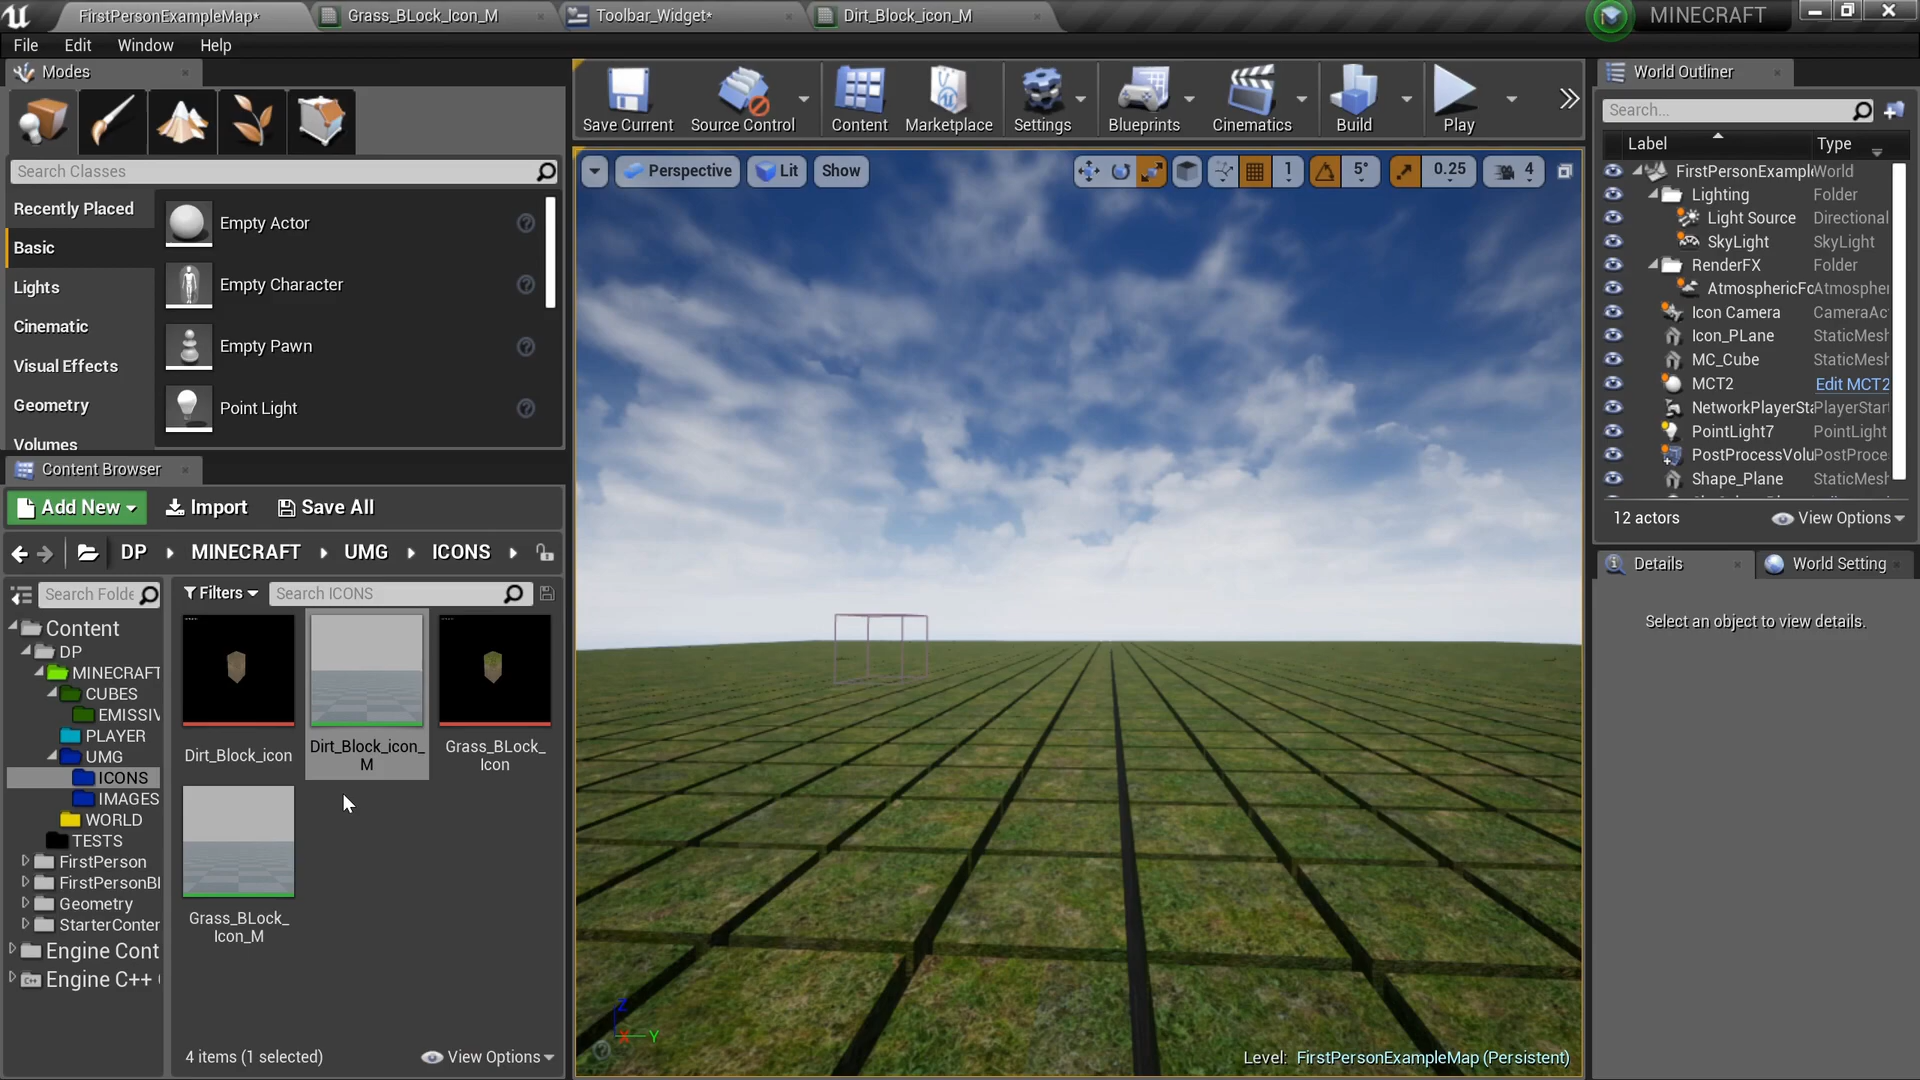 FirstPersonExampleMap*
Grass_BLock_Icon_M
Toolbar_Widget*
Dirt_Block_icon_M
MINECRAFT
File
Edit
Window
Help
Modes
Search Classes
Recently Placed
Basic
Lights
Cinematic
Visual Effects
Geometry
Volumes
Empty Actor
Empty Character
Empty Pawn
Point Light
Save Current
Source Control
Content
Marketplace
Settings
Blueprints
Cinematics
Build
Play
Perspective
Lit
Show
1
5°
0.25
4
World Outliner
Search...
Label
Type
FirstPersonExample World
Lighting Folder
Light Source Directional
SkyLight SkyLight
RenderFX Folder
AtmosphericFo Atmospher
Icon Camera CameraAc
Icon_PLane StaticMesh
MC_Cube StaticMesh
MCT2 Edit MCT2
NetworkPlayerSta PlayerStart
PointLight7 PointLight
PostProcessVolu PostProce
Shape_Plane StaticMesh
12 actors
View Options
Details
World Setting
Select an object to view details.
Content Browser
Add New
Import
Save All
DP
MINECRAFT
UMG
ICONS
Search Folde
Filters
Search ICONS
Content
DP
MINECRAFT
CUBES
EMISSIV
PLAYER
UMG
ICONS
IMAGES
WORLD
TESTS
FirstPerson
FirstPersonBl
Geometry
StarterConter
Engine Cont
Engine C++
Dirt_Block_icon
Dirt_Block_icon_
M
Grass_BLock_
Icon
Grass_BLock_
Icon_M
4 items (1 selected)
View Options
Z
X
Y
Level: FirstPersonExampleMap (Persistent)